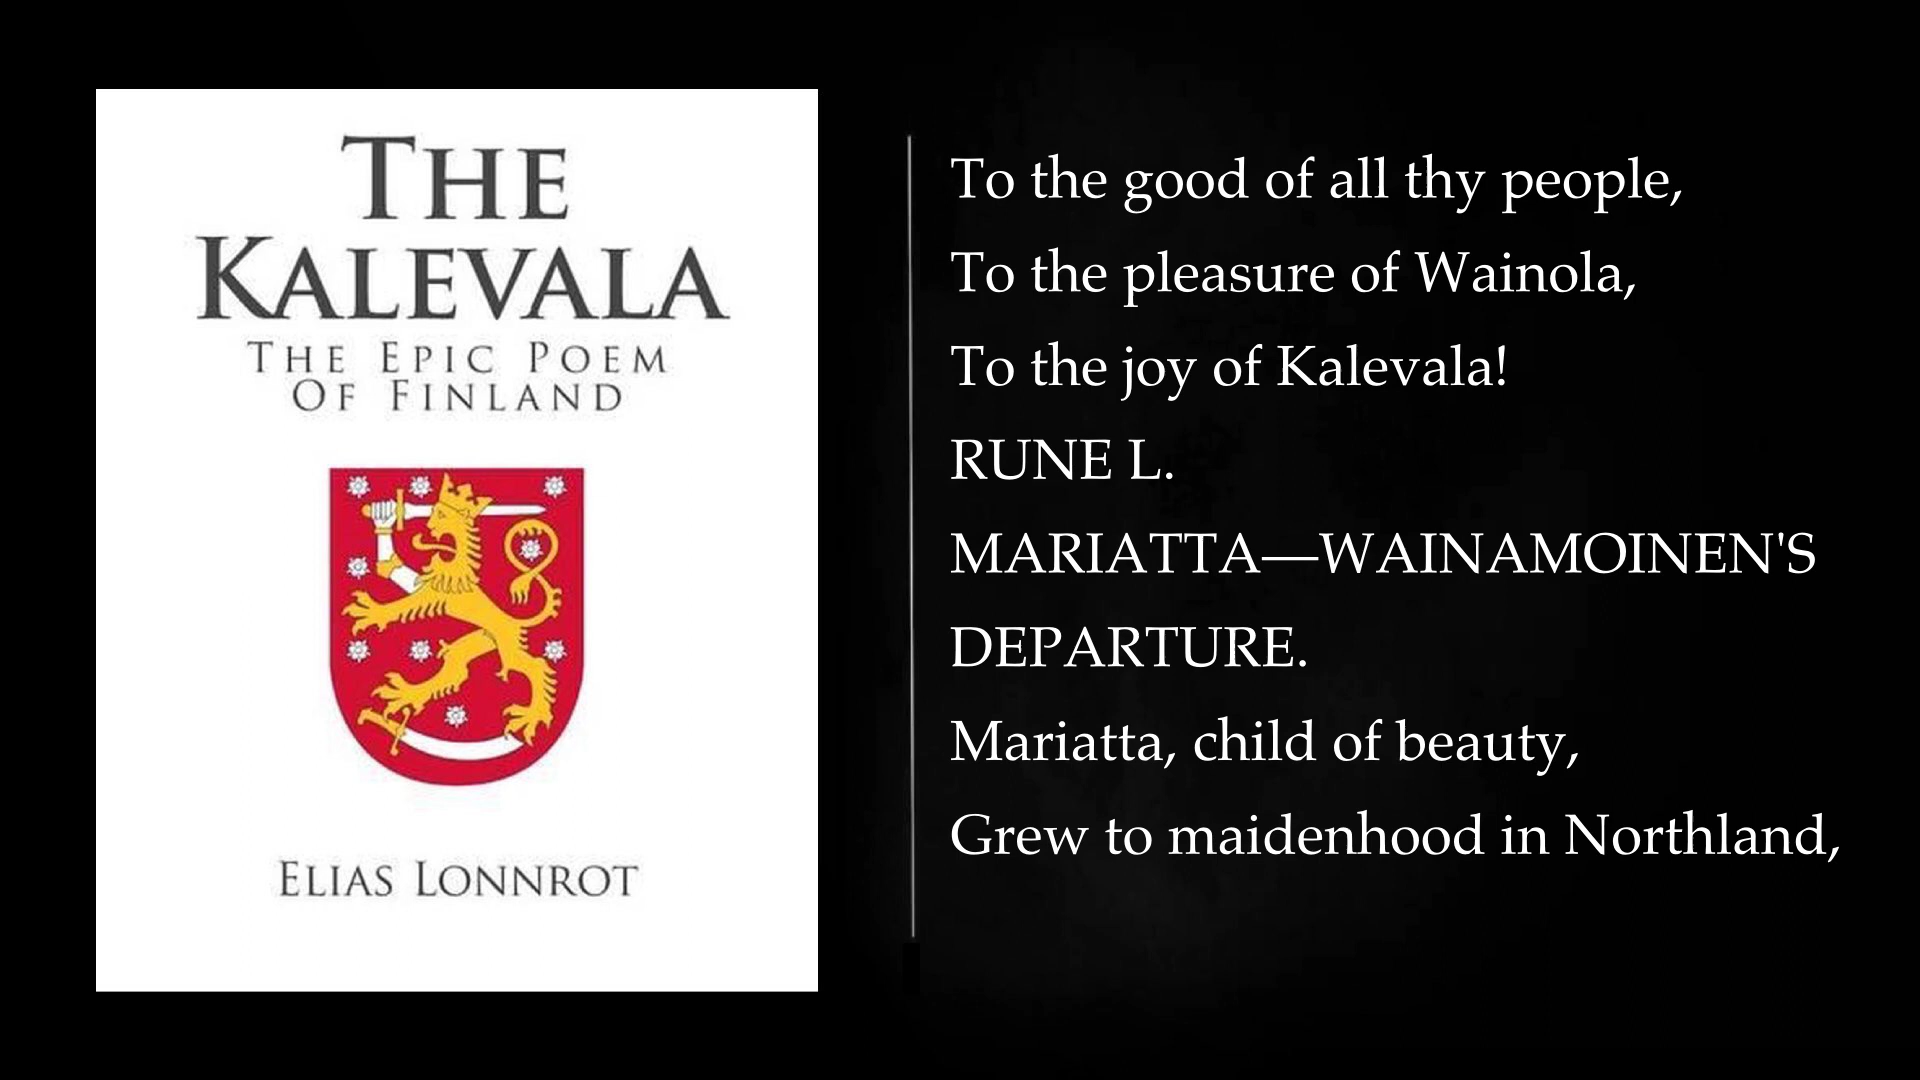 THE
KALEVALA
THE EPIC POEM
OF FINLAND
ELIAS LONNROT
To the good of all thy people,
To the pleasure of Wainola,
To the joy of Kalevala!
RUNE L.
MARIATTA—WAINAMOINEN'S
DEPARTURE.
Mariatta, child of beauty,
Grew to maidenhood in Northland,